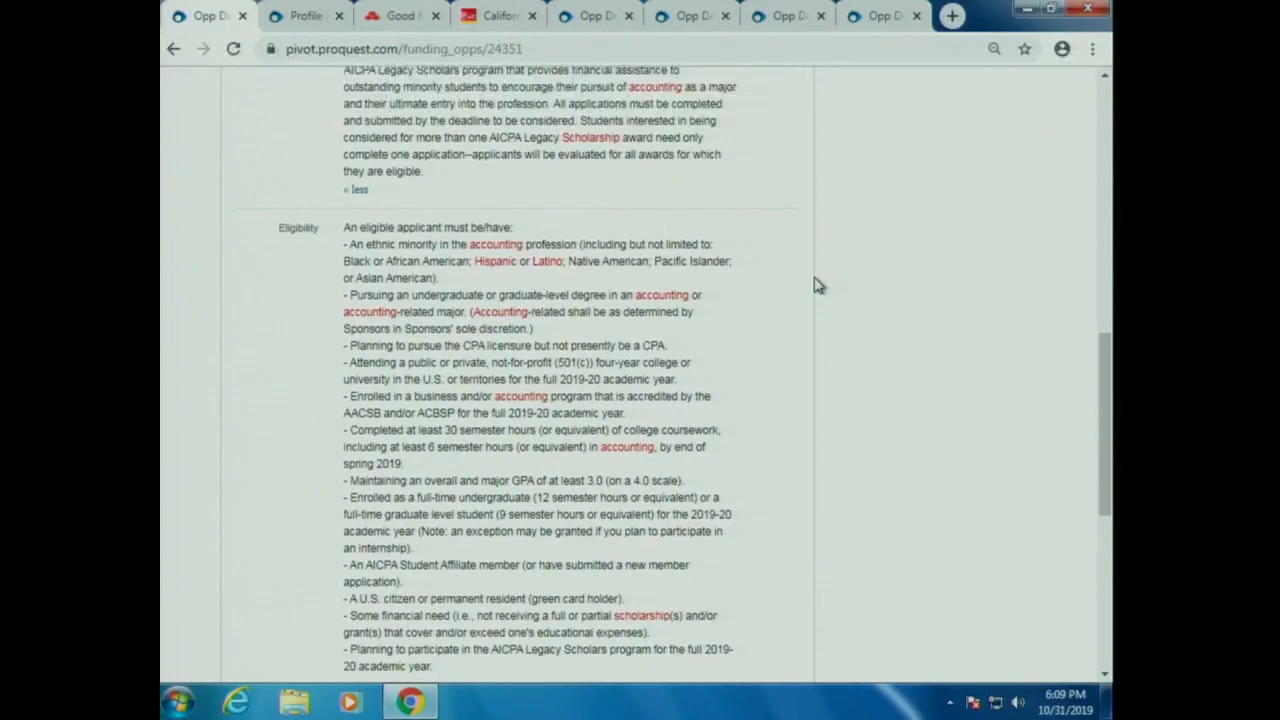 Opp De
Profile
Good
Californ
Opp De
Opp De
Opp De
Opp D
pivot.proquest.com/funding_opps/24351
AICPA Legacy Scholars program that provides financial assistance to
outstanding minority students to encourage their pursuit of accounting as a major
and their ultimate entry into the profession. All applications must be completed
and submitted by the deadline to be considered. Students interested in being
considered for more than one AICPA Legacy Scholarship award need only
complete one application--applicants will be evaluated for all awards for which
they are eligible.
« less
Eligibility
An eligible applicant must be/have:
- An ethnic minority in the accounting profession (including but not limited to:
Black or African American; Hispanic or Latino; Native American; Pacific Islander;
or Asian American).
- Pursuing an undergraduate or graduate-level degree in an accounting or
accounting-related major. (Accounting-related shall be as determined by
Sponsors in Sponsors' sole discretion.)
- Planning to pursue the CPA licensure but not presently be a CPA.
- Attending a public or private, not-for-profit (501(c)) four-year college or
university in the U.S. or territories for the full 2019-20 academic year.
- Enrolled in a business and/or accounting program that is accredited by the
AACSB and/or ACBSP for the full 2019-20 academic year.
- Completed at least 30 semester hours (or equivalent) of college coursework,
including at least 6 semester hours (or equivalent) in accounting, by end of
spring 2019.
- Maintaining an overall and major GPA of at least 3.0 (on a 4.0 scale).
- Enrolled as a full-time undergraduate (12 semester hours or equivalent) or a
full-time graduate level student (9 semester hours or equivalent) for the 2019-20
academic year (Note: an exception may be granted if you plan to participate in
an internship).
- An AICPA Student Affiliate member (or have submitted a new member
application).
- A U.S. citizen or permanent resident (green card holder).
- Some financial need (i.e., not receiving a full or partial scholarship(s) and/or
grant(s) that cover and/or exceed one's educational expenses).
- Planning to participate in the AICPA Legacy Scholars program for the full 2019-
20 academic year.
6:09 PM
10/31/2019